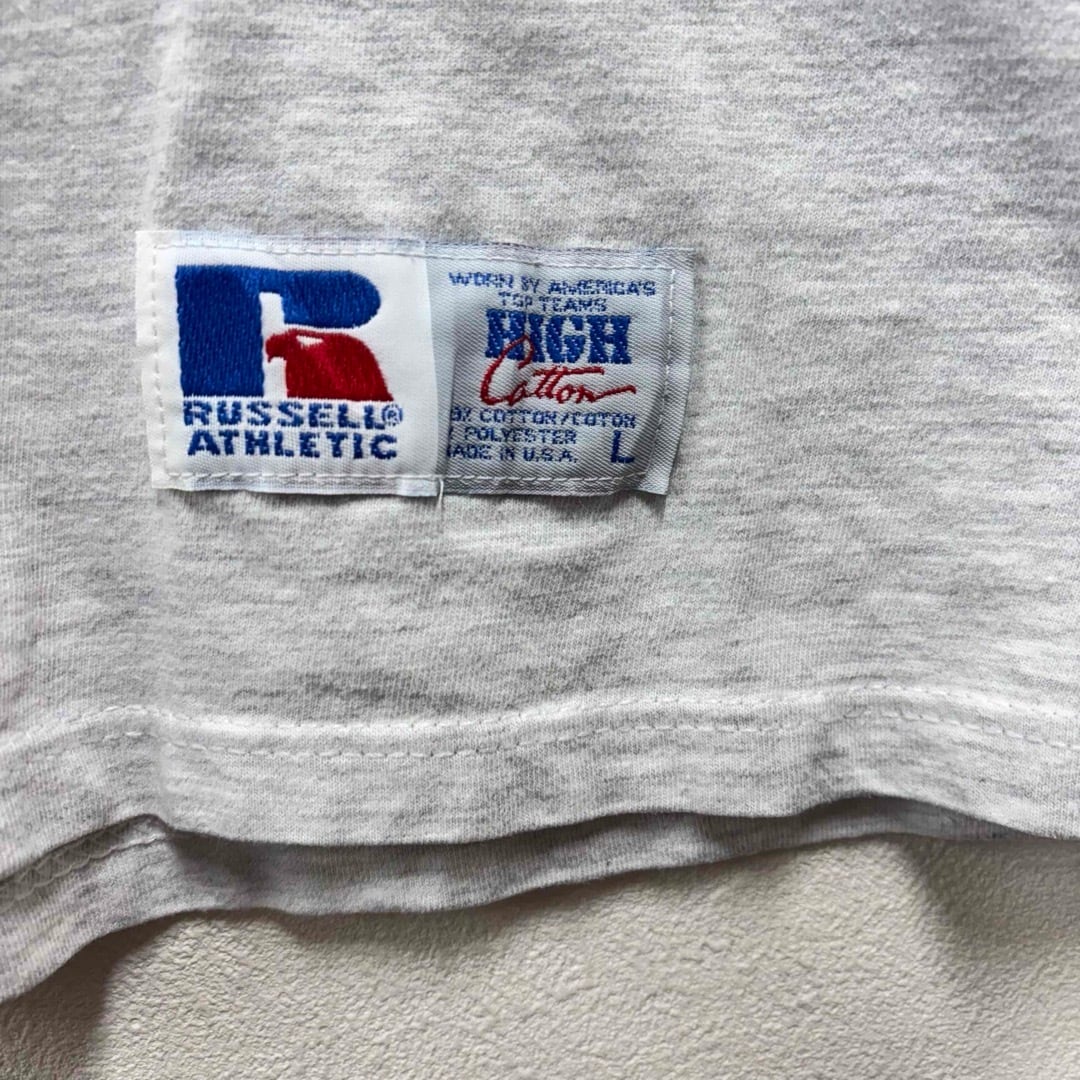 RUSSELL®
ATHLETIC
WORN BY AMERICA'S
TOP TEAMS
HIGH
Cotton
COTTON/COTON
POLYESTER
MADE IN U.S.A. L